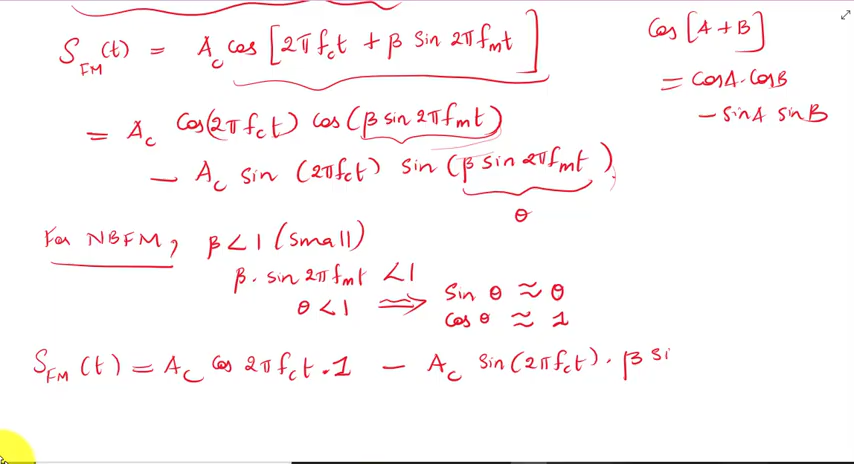 S_FM(t) = A_c cos[2πf_ct + β sin 2πf_mt]
= A_c cos(2πf_ct) cos(β sin 2πf_mt)
− A_c sin(2πf_ct) sin(β sin 2πf_mt).
θ
cos[A+B]
= cosA.cosB
− sinA sinB
For NBFM, β<1 (small)
β. sin 2πf_mt <1
θ<1 ⇒ sin θ ≈ θ
cos θ ≈ 1
S_FM(t) = A_c cos 2πf_ct . 1 − A_c sin(2πf_ct) . β si